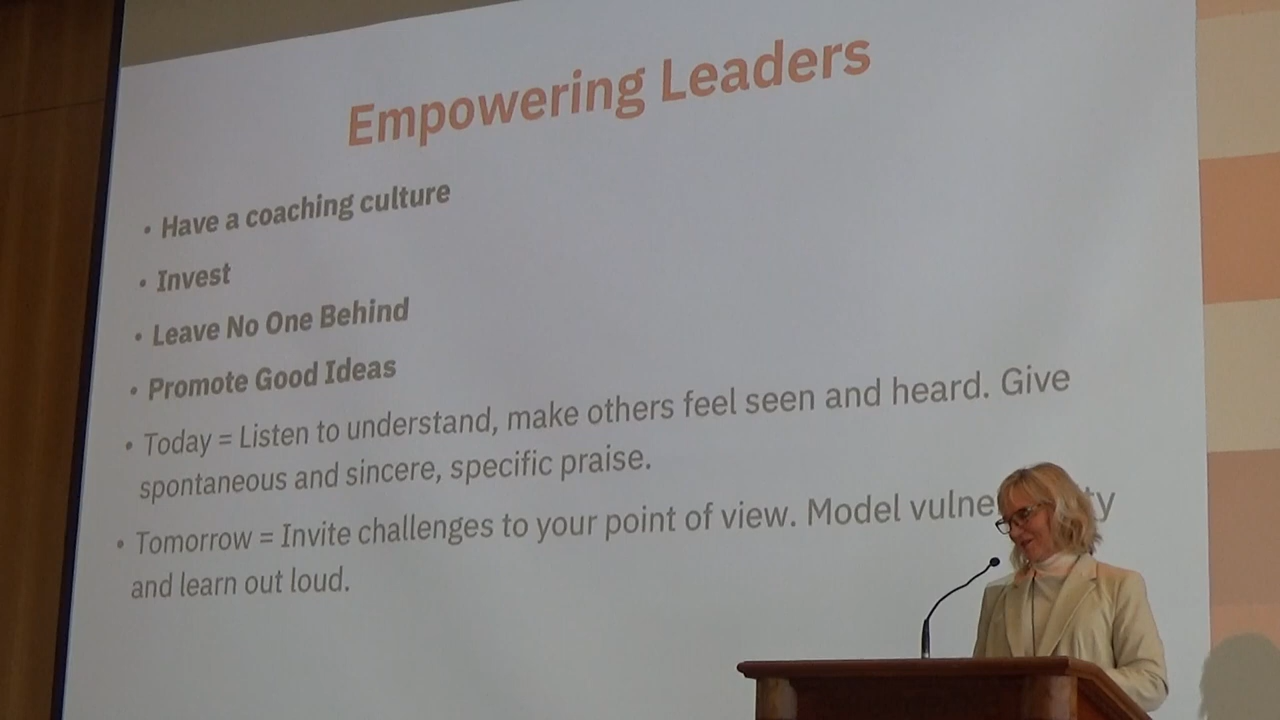 Empowering Leaders
• Have a coaching culture
• Invest
• Leave No One Behind
• Promote Good Ideas
• Today = Listen to understand, make others feel seen and heard. Give
spontaneous and sincere, specific praise.
• Tomorrow = Invite challenges to your point of view. Model
and learn out loud.